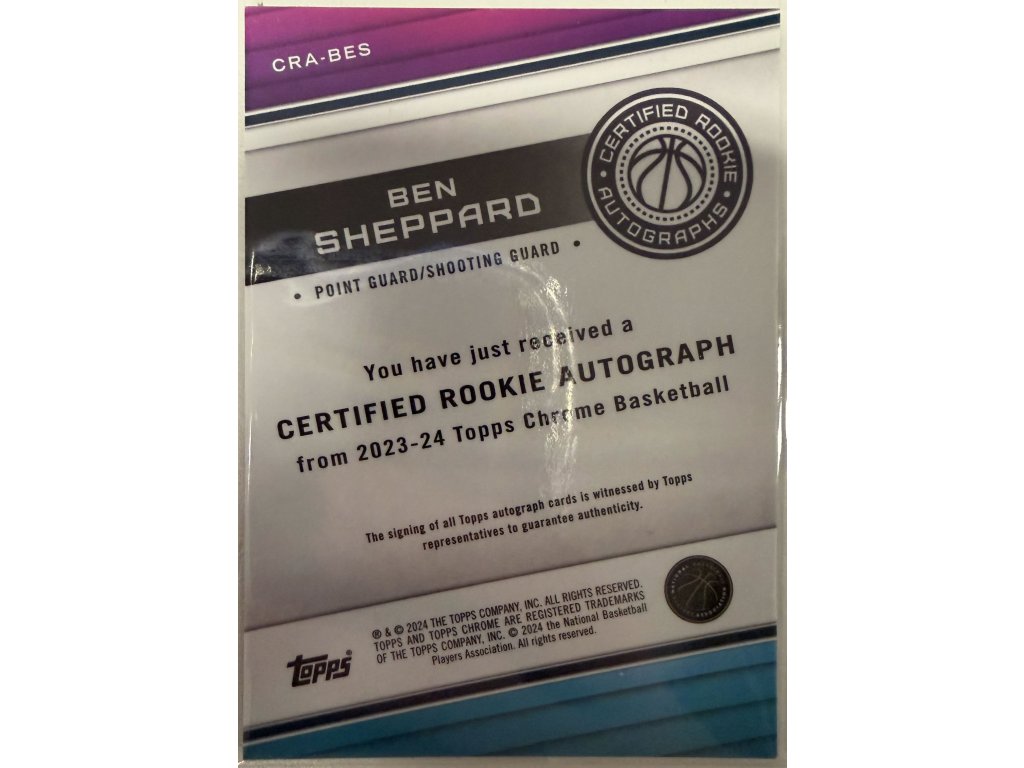 CRA-BES
CERTIFIED ROOKIE
• AUTOGRAPHS •
BEN
SHEPPARD
• POINT GUARD/SHOOTING GUARD •
You have just received a
CERTIFIED ROOKIE AUTOGRAPH
from 2023-24 Topps Chrome Basketball
The signing of all Topps autograph cards is witnessed by Topps
representatives to guarantee authenticity.
® & © 2024 THE TOPPS COMPANY, INC. ALL RIGHTS RESERVED.
TOPPS AND TOPPS CHROME ARE REGISTERED TRADEMARKS
OF THE TOPPS COMPANY, INC. © 2024 the National Basketball
Players Association. All rights reserved.
topps®
ASSOCIATION